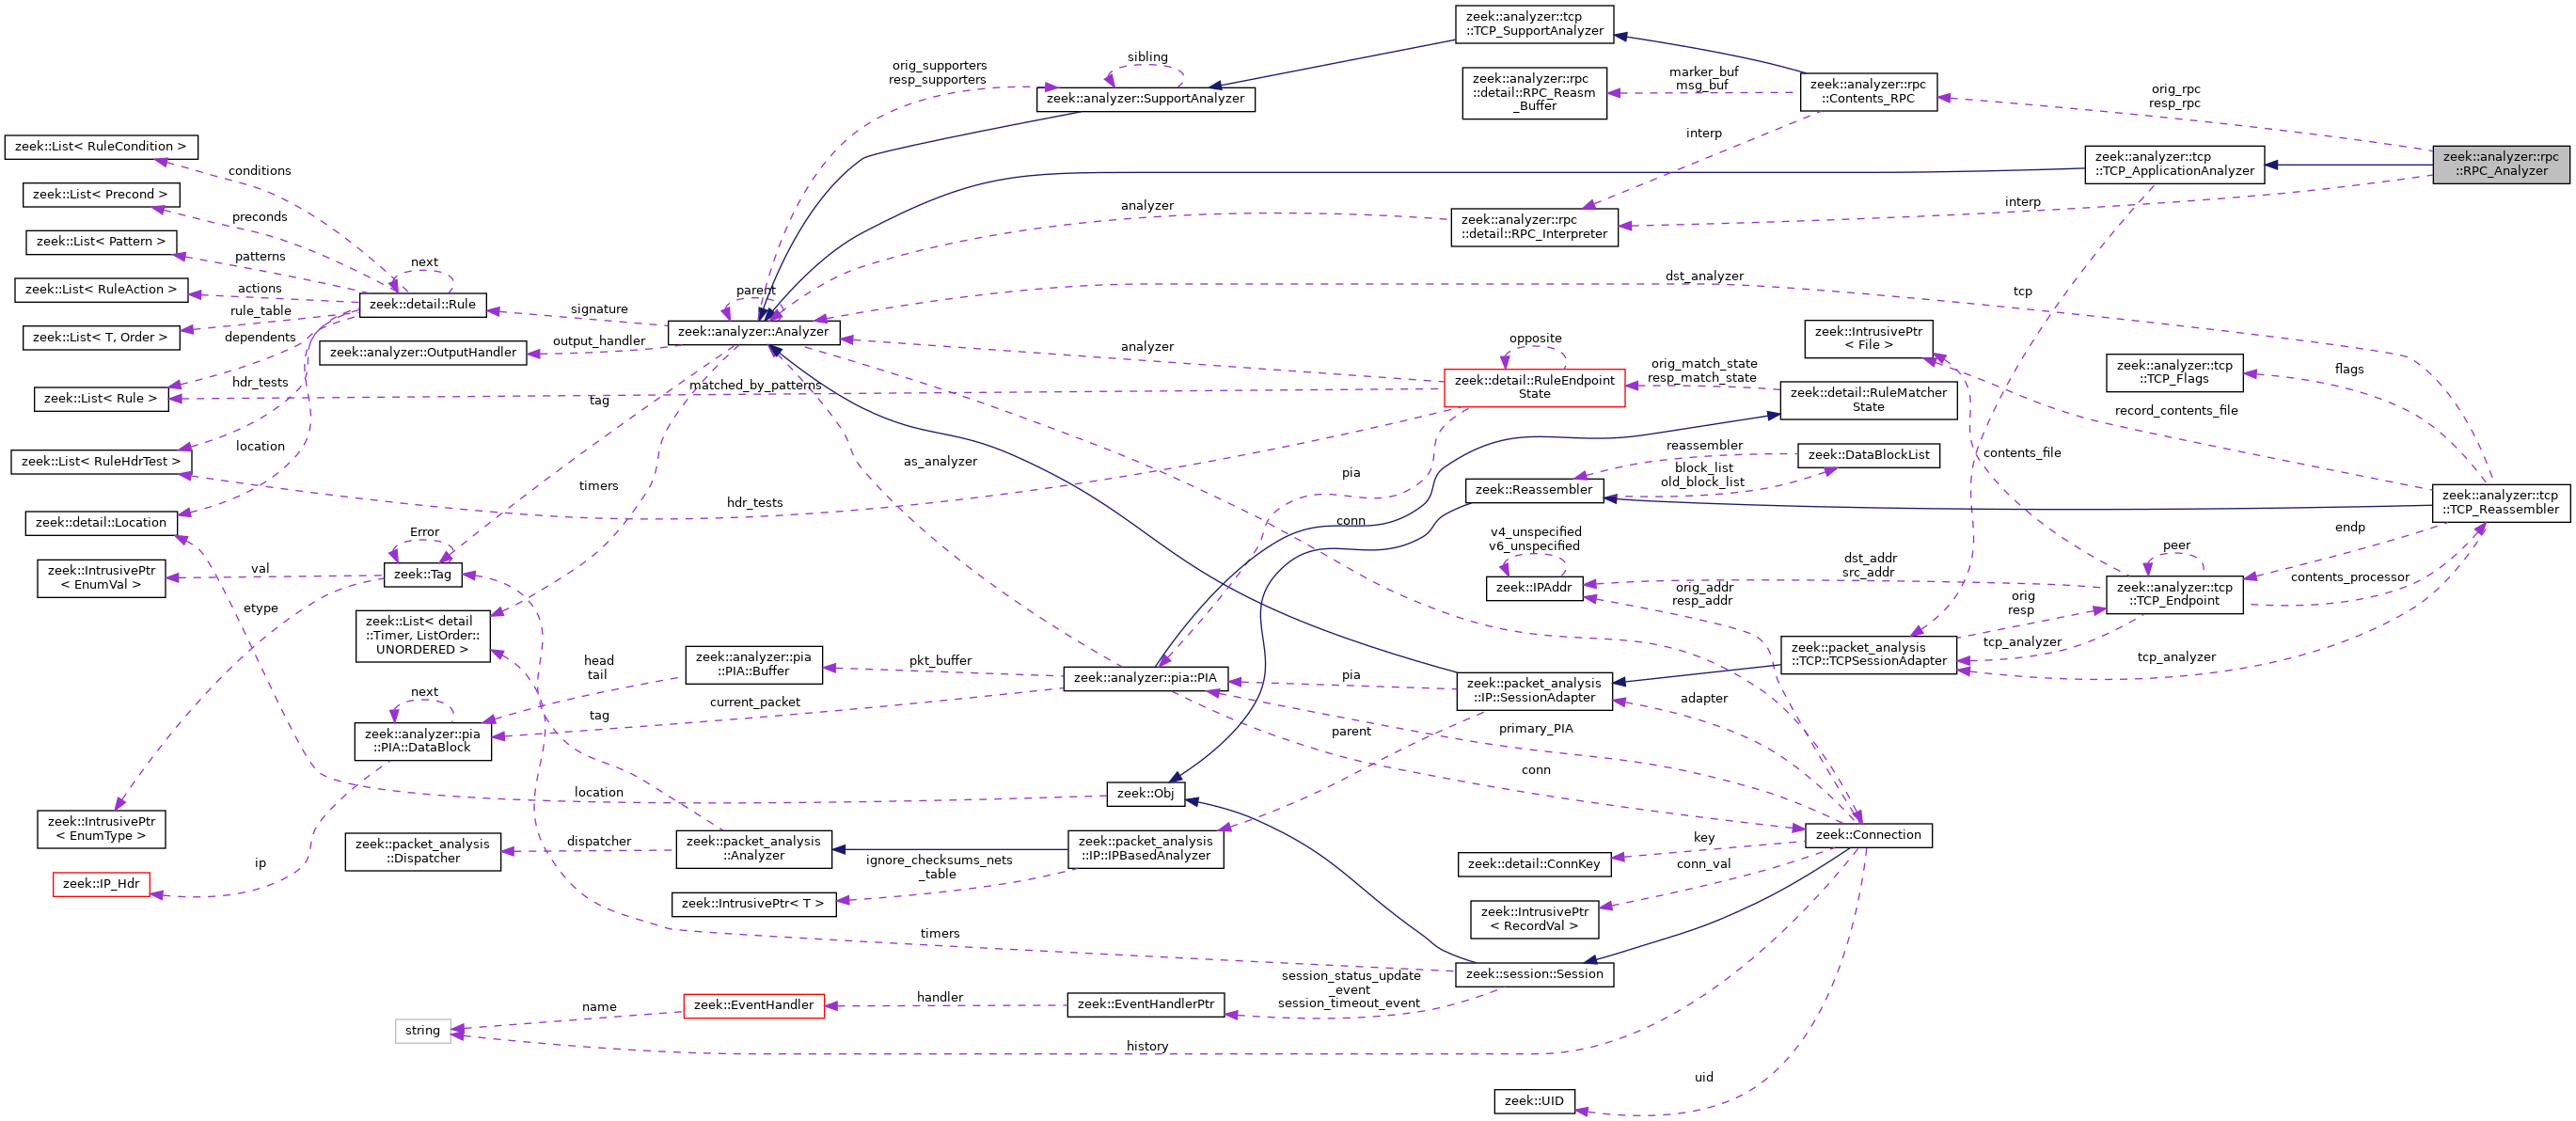 zeek::analyzer::tcp
::TCP_SupportAnalyzer
sibling
orig_supporters
resp_supporters
zeek::analyzer::SupportAnalyzer
zeek::analyzer::rpc
::detail::RPC_Reasm
_Buffer
marker_buf
msg_buf
zeek::analyzer::rpc
::Contents_RPC
orig_rpc
resp_rpc
interp
zeek::List< RuleCondition >
conditions
zeek::analyzer::tcp
::TCP_ApplicationAnalyzer
zeek::analyzer::rpc
::RPC_Analyzer
zeek::List< Precond >
preconds
analyzer
zeek::analyzer::rpc
::detail::RPC_Interpreter
interp
zeek::List< Pattern >
patterns
next
zeek::List< RuleAction >
actions
zeek::detail::Rule
signature
parent
dst_analyzer
tcp
rule_table
zeek::List< T, Order >
dependents
zeek::analyzer::Analyzer
output_handler
zeek::analyzer::OutputHandler
analyzer
opposite
zeek::IntrusivePtr
< File >
zeek::analyzer::tcp
::TCP_Flags
flags
hdr_tests
zeek::List< Rule >
matched_by_patterns
tag
zeek::detail::RuleEndpoint
State
orig_match_state
resp_match_state
zeek::detail::RuleMatcher
State
record_contents_file
location
zeek::List< RuleHdrTest >
timers
as_analyzer
hdr_tests
pia
reassembler
block_list
old_block_list
zeek::DataBlockList
contents_file
zeek::Reassembler
zeek::analyzer::tcp
::TCP_Reassembler
zeek::detail::Location
conn
Error
v4_unspecified
v6_unspecified
endp
peer
zeek::IntrusivePtr
< EnumVal >
val
zeek::Tag
zeek::IPAddr
dst_addr
src_addr
zeek::analyzer::tcp
::TCP_Endpoint
contents_processor
etype
orig_addr
resp_addr
orig
resp
zeek::List< detail
::Timer, ListOrder::
UNORDERED >
tcp_analyzer
tcp_analyzer
zeek::packet_analysis
::TCP::TCPSessionAdapter
head
tail
zeek::analyzer::pia
::PIA::Buffer
pkt_buffer
zeek::analyzer::pia::PIA
pia
zeek::packet_analysis
::IP::SessionAdapter
adapter
next
tag
current_packet
zeek::analyzer::pia
::PIA::DataBlock
parent
primary_PIA
conn
location
zeek::Obj
zeek::IntrusivePtr
< EnumType >
ip
zeek::packet_analysis
::Dispatcher
dispatcher
zeek::packet_analysis
::Analyzer
zeek::packet_analysis
::IP::IPBasedAnalyzer
key
zeek::Connection
zeek::detail::ConnKey
conn_val
ignore_checksums_nets
_table
zeek::IP_Hdr
zeek::IntrusivePtr< T >
zeek::IntrusivePtr
< RecordVal >
timers
zeek::session::Session
session_status_update
_event
session_timeout_event
zeek::EventHandlerPtr
handler
zeek::EventHandler
name
string
history
uid
zeek::UID